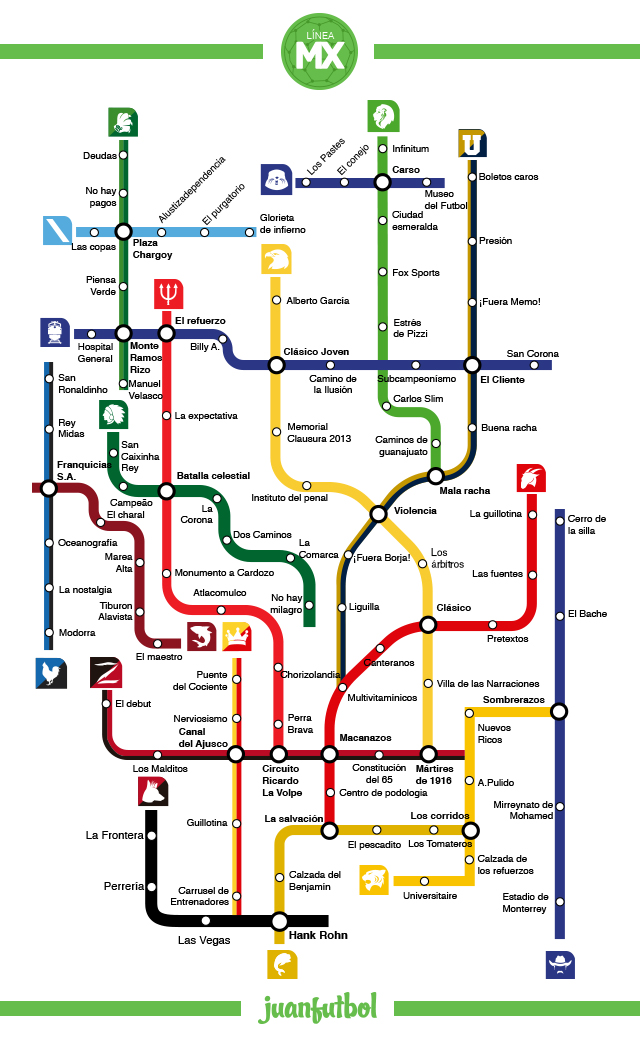 LÍNEA
MX
Infinitum
Los Pastes
El conejo
Carso
Museo
del Futbol
Boletos caros
Deudas
No hay
pagos
Alustizadependencia
El purgatorio
Glorieta
de infierno
Las copas
Plaza
Chargoy
Ciudad
esmeralda
Presión
Piensa
Verde
Fox Sports
Alberto García
¡Fuera Memo!
El refuerzo
Estrés
de Pizzi
Hospital
General
Monte
Ramos
Rizo
Billy A.
Clásico Joven
San Corona
Camino de
la Ilusión
Subcampeonismo
El Cliente
San
Ronaldinho
Manuel
Velasco
Carlos Slim
Rey
Midas
La expectativa
Memorial
Clausura 2013
Buena racha
Caminos de
guanajuato
San
Caixinha
Rey
Franquicias
S.A.
Batalla celestial
Mala racha
Campeão
El charal
Instituto del penal
La
Corona
Violencia
La guillotina
Cerro de
la silla
Oceanografía
Dos Caminos
La
Comarca
¡Fuera Borja!
Los
árbitros
Marea
Alta
Monumento a Cardozo
Las fuentes
La nostalgia
Atlacomulco
No hay
milagro
Liguilla
Clásico
Tiburon
Alavista
El Bache
Modorra
Pretextos
El maestro
Canteranos
Puente
del Cociente
Chorizolandia
Villa de las Narraciones
Multivitaminicos
Sombrerazos
El debut
Nerviosismo
Perra
Brava
Nuevos
Ricos
Canal
del Ajusco
Macanazos
Los Malditos
Circuito
Ricardo
La Volpe
Constitución
del 65
Mártires
de 1916
Centro de podologia
A.Pulido
Mirreynato de
Mohamed
Guillotina
La salvación
Los corridos
La Frontera
El pescadito
Los Tomateros
Calzada de
los refuerzos
Calzada del
Benjamín
Perrería
Carrusel de
Entrenadores
Universitaire
Estadio de
Monterrey
Las Vegas
Hank Rohn
juanfutbol